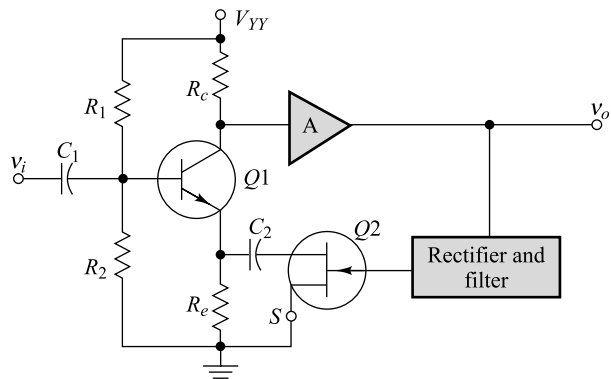 V_YY
R_1
R_c
A
v_o
C_1
v_i
Q1
C_2
Q2
R_2
Rectifier and
filter
R_e
S